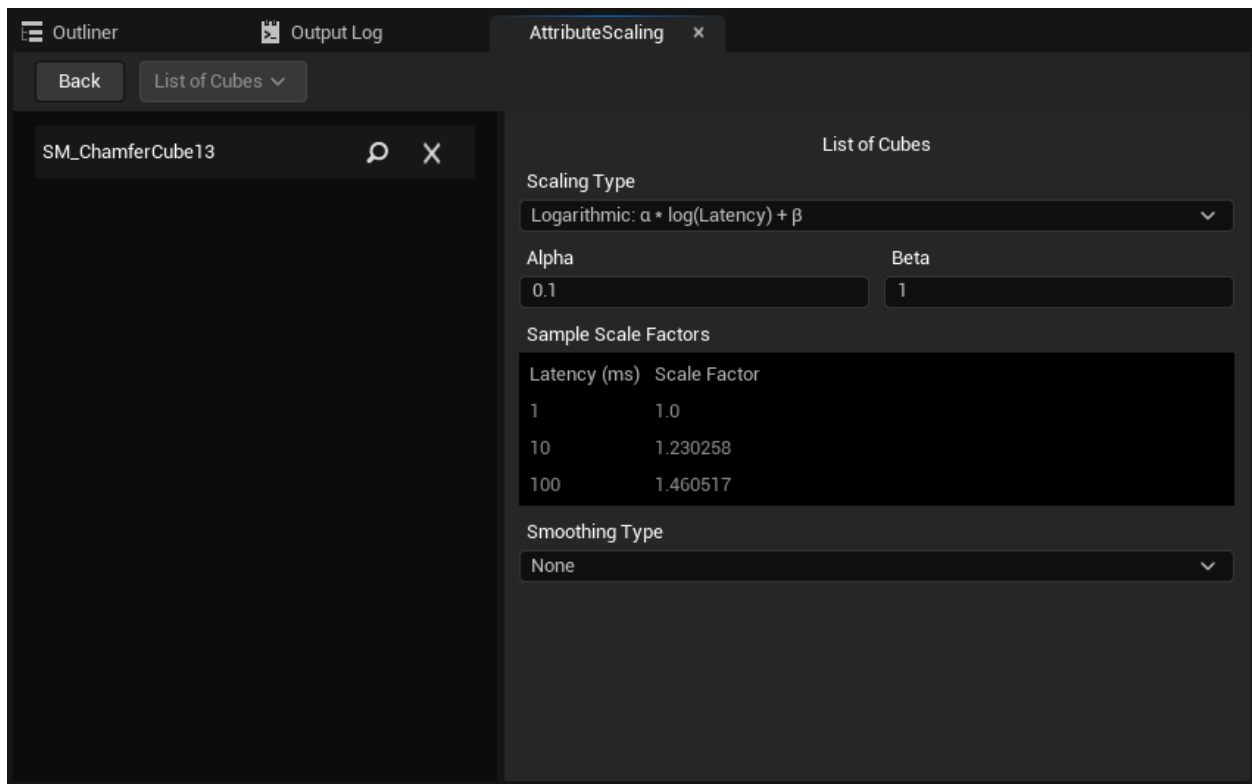 Outliner Output Log AttributeScaling ×
Back List of Cubes
SM_ChamferCube13
List of Cubes
Scaling Type
Logarithmic: α * log(Latency) + β
Alpha Beta
0.1 1
Sample Scale Factors
Latency (ms) Scale Factor
1 1.0
10 1.230258
100 1.460517
Smoothing Type
None